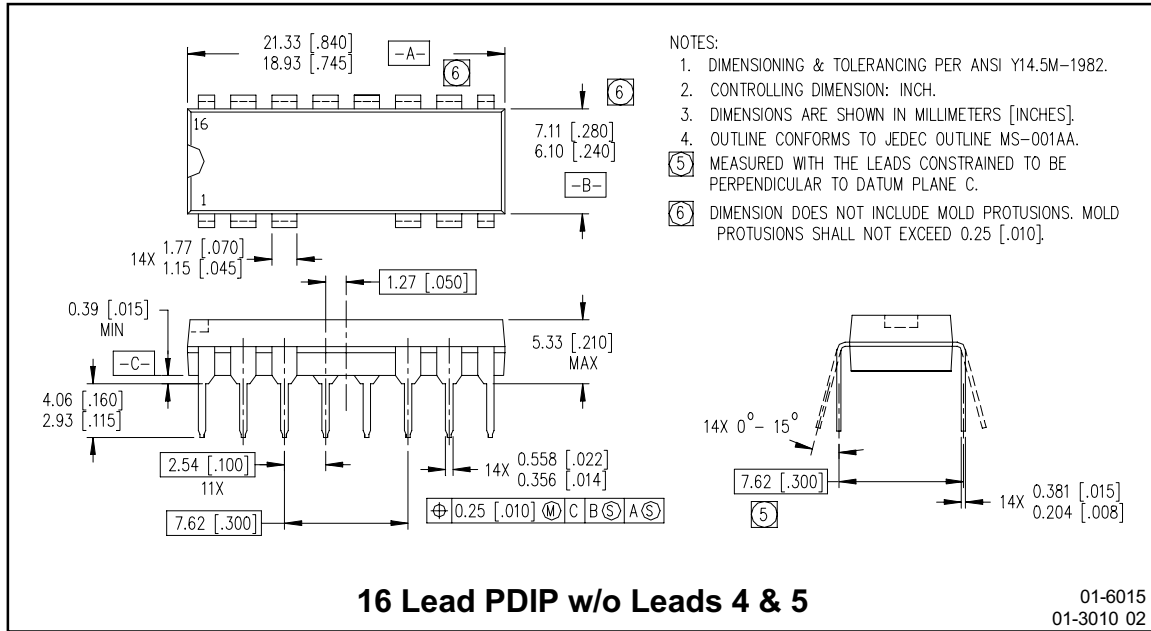 21.33 [.840]
18.93 [.745]
-A-
6
6
16
1
7.11 [.280]
6.10 [.240]
-B-
NOTES:
1. DIMENSIONING & TOLERANCING PER ANSI Y14.5M-1982.
2. CONTROLLING DIMENSION: INCH.
3. DIMENSIONS ARE SHOWN IN MILLIMETERS [INCHES].
4. OUTLINE CONFORMS TO JEDEC OUTLINE MS-001AA.
5 MEASURED WITH THE LEADS CONSTRAINED TO BE
PERPENDICULAR TO DATUM PLANE C.
6 DIMENSION DOES NOT INCLUDE MOLD PROTUSIONS. MOLD
PROTUSIONS SHALL NOT EXCEED 0.25 [.010].
14X 1.77 [.070]
1.15 [.045]
1.27 [.050]
0.39 [.015]
MIN
-C-
5.33 [.210]
MAX
4.06 [.160]
2.93 [.115]
2.54 [.100]
11X
14X 0.558 [.022]
0.356 [.014]
⌖ 0.25 [.010] Ⓜ C B Ⓢ A Ⓢ
7.62 [.300]
14X 0° - 15°
7.62 [.300]
5
14X 0.381 [.015]
0.204 [.008]
16 Lead PDIP w/o Leads 4 & 5
01-6015
01-3010 02